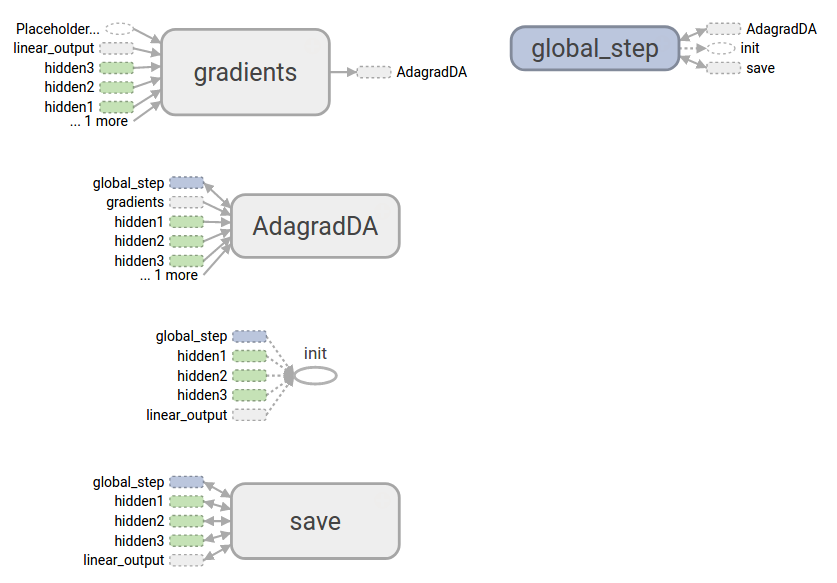 Placeholder...
linear_output
hidden3
hidden2
hidden1
... 1 more
gradients
AdagradDA
global_step
AdagradDA
init
save
global_step
gradients
hidden1
hidden2
hidden3
... 1 more
AdagradDA
global_step
hidden1
hidden2
hidden3
linear_output
init
global_step
hidden1
hidden2
hidden3
linear_output
save